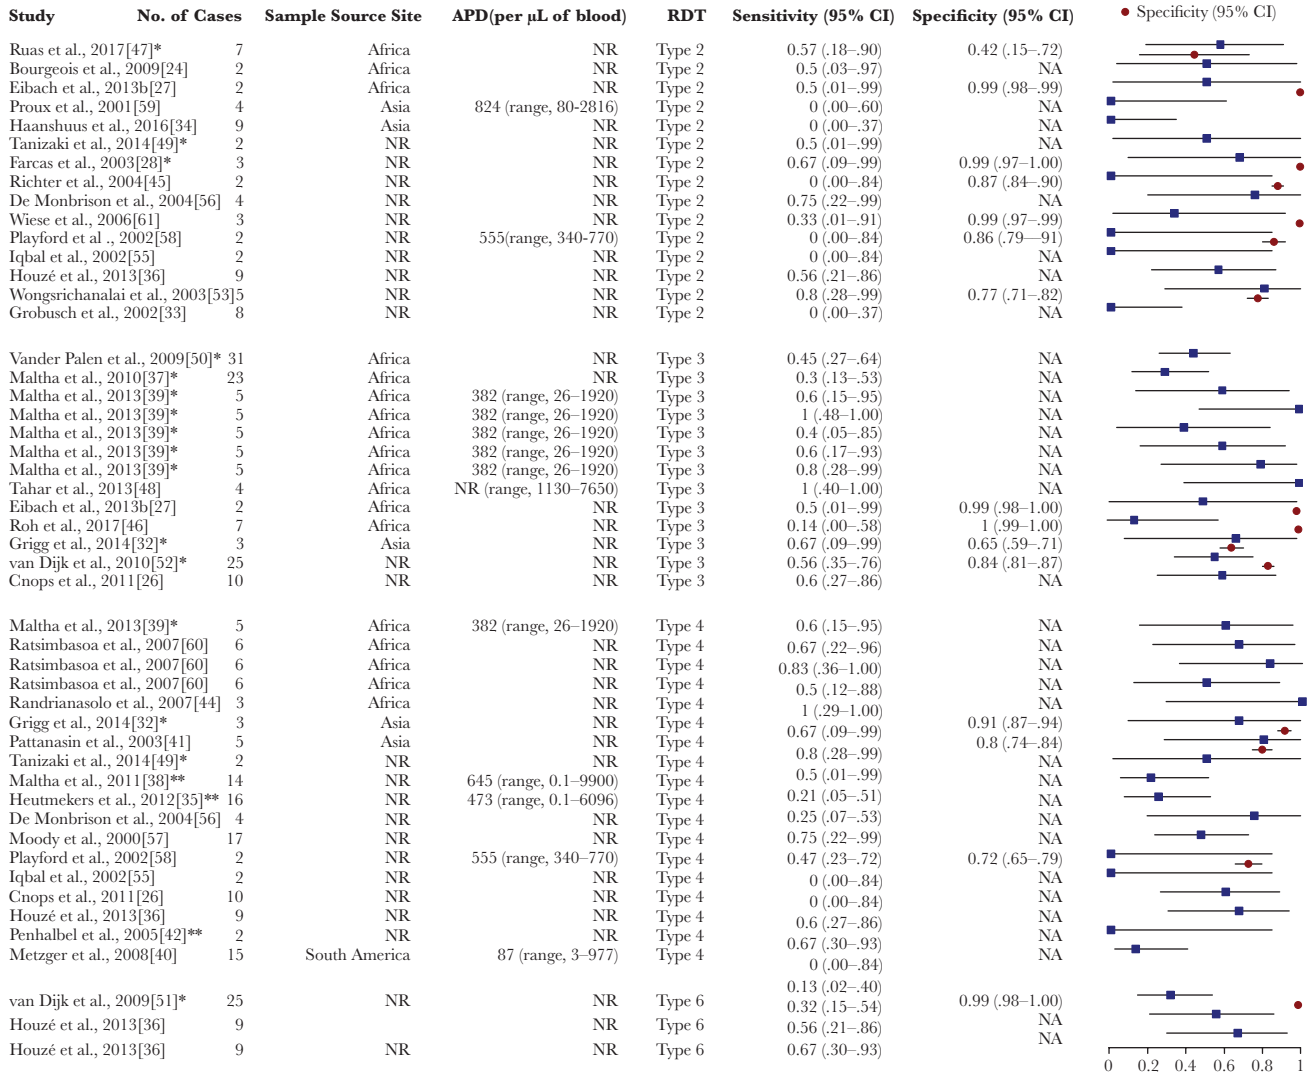 Study No. of Cases Sample Source Site APD(per µL of blood) RDT Sensitivity (95% CI) Specificity (95% CI) Specificity (95% CI)
Ruas et al., 2017[47]* 7 Africa NR Type 2 0.57 (.18–.90) 0.42 (.15–.72)
Bourgeois et al., 2009[24] 2 Africa NR Type 2 0.5 (.03–.97) NA
Eibach et al., 2013b[27] 2 Africa NR Type 2 0.5 (.01–.99) 0.99 (.98–.99)
Proux et al., 2001[59] 4 Asia 824 (range, 80-2816) Type 2 0 (.00–.60) NA
Haanshuus et al., 2016[34] 9 Asia NR Type 2 0 (.00–.37) NA
Tanizaki et al., 2014[49]* 2 NR NR Type 2 0.5 (.01–.99) NA
Farcas et al., 2003[28]* 3 NR NR Type 2 0.67 (.09–.99) 0.99 (.97–1.00)
Richter et al., 2004[45] 2 NR NR Type 2 0 (.00–.84) 0.87 (.84–.90)
De Monbrison et al., 2004[56] 4 NR NR Type 2 0.75 (.22–.99) NA
Wiese et al., 2006[61] 3 NR NR Type 2 0.33 (.01–.91) 0.99 (.97–.99)
Playford et al ., 2002[58] 2 NR 555(range, 340-770) Type 2 0 (.00–.84) 0.86 (.79—91)
Iqbal et al., 2002[55] 2 NR NR Type 2 0 (.00–.84) NA
Houzé et al., 2013[36] 9 NR NR Type 2 0.56 (.21–.86) NA
Wongsrichanalai et al., 2003[53]5 NR NR Type 2 0.8 (.28–.99) 0.77 (.71–.82)
Grobusch et al., 2002[33] 8 NR NR Type 2 0 (.00–.37) NA
Vander Palen et al., 2009[50]* 31 Africa NR Type 3 0.45 (.27–.64) NA
Maltha et al., 2010[37]* 23 Africa NR Type 3 0.3 (.13–.53) NA
Maltha et al., 2013[39]* 5 Africa 382 (range, 26–1920) Type 3 0.6 (.15–.95) NA
Maltha et al., 2013[39]* 5 Africa 382 (range, 26–1920) Type 3 1 (.48–1.00) NA
Maltha et al., 2013[39]* 5 Africa 382 (range, 26–1920) Type 3 0.4 (.05–.85) NA
Maltha et al., 2013[39]* 5 Africa 382 (range, 26–1920) Type 3 0.6 (.17–.93) NA
Maltha et al., 2013[39]* 5 Africa 382 (range, 26–1920) Type 3 0.8 (.28–.99) NA
Tahar et al., 2013[48] 4 Africa NR (range, 1130–7650) Type 3 1 (.40–1.00) NA
Eibach et al., 2013b[27] 2 Africa NR Type 3 0.5 (.01–.99) 0.99 (.98–1.00)
Roh et al., 2017[46] 7 Africa NR Type 3 0.14 (.00–.58) 1 (.99–1.00)
Grigg et al., 2014[32]* 3 Asia NR Type 3 0.67 (.09–.99) 0.65 (.59–.71)
van Dijk et al., 2010[52]* 25 NR NR Type 3 0.56 (.35–.76) 0.84 (.81–.87)
Cnops et al., 2011[26] 10 NR NR Type 3 0.6 (.27–.86) NA
Maltha et al., 2013[39]* 5 Africa 382 (range, 26–1920) Type 4 0.6 (.15–.95) NA
Ratsimbasoa et al., 2007[60] 6 Africa NR Type 4 0.67 (.22–.96) NA
Ratsimbasoa et al., 2007[60] 6 Africa NR Type 4 0.83 (.36–1.00) NA
Ratsimbasoa et al., 2007[60] 6 Africa NR Type 4 0.5 (.12–.88) NA
Randrianasolo et al., 2007[44] 3 Africa NR Type 4 1 (.29–1.00) NA
Grigg et al., 2014[32]* 3 Asia NR Type 4 0.67 (.09–.99) 0.91 (.87–.94)
Pattanasin et al., 2003[41] 5 Asia NR Type 4 0.8 (.28–.99) 0.8 (.74–.84)
Tanizaki et al., 2014[49]* 2 NR NR Type 4 0.5 (.01–.99) NA
Maltha et al., 2011[38]** 14 NR 645 (range, 0.1–9900) Type 4 0.21 (.05–.51) NA
Heutmekers et al., 2012[35]** 16 NR 473 (range, 0.1–6096) Type 4 0.25 (.07–.53) NA
De Monbrison et al., 2004[56] 4 NR NR Type 4 0.75 (.22–.99) NA
Moody et al., 2000[57] 17 NR NR Type 4 0.47 (.23–.72) NA
Playford et al., 2002[58] 2 NR 555 (range, 340–770) Type 4 0 (.00–.84) 0.72 (.65–.79)
Iqbal et al., 2002[55] 2 NR NR Type 4 0 (.00–.84) NA
Cnops et al., 2011[26] 10 NR NR Type 4 0.6 (.27–.86) NA
Houzé et al., 2013[36] 9 NR NR Type 4 0.67 (.30–.93) NA
Penhalbel et al., 2005[42]** 2 NR NR Type 4 0 (.00–.84) NA
Metzger et al., 2008[40] 15 South America 87 (range, 3–977) Type 4 0.13 (.02–.40) NA
van Dijk et al., 2009[51]* 25 NR NR Type 6 0.32 (.15–.54) 0.99 (.98–1.00)
Houzé et al., 2013[36] 9 NR Type 6 0.56 (.21–.86) NA
Houzé et al., 2013[36] 9 NR NR Type 6 0.67 (.30–.93) NA
0 0.2 0.4 0.6 0.8 1